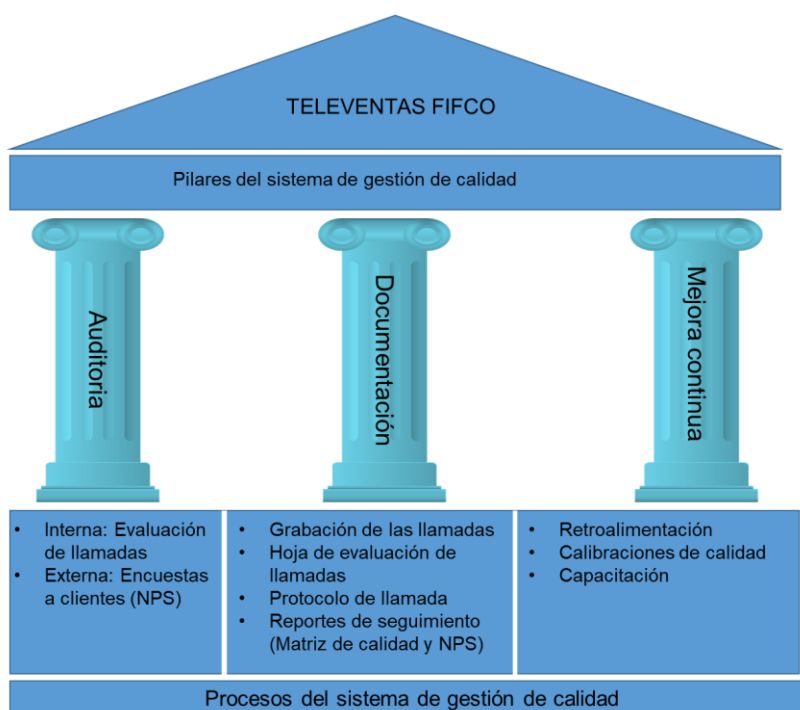 TELEVENTAS FIFCO
Pilares del sistema de gestión de calidad
Auditoria
Documentación
Mejora continua
• Interna: Evaluación
de llamadas
• Externa: Encuestas
a clientes (NPS)
• Grabación de las llamadas
• Hoja de evaluación de
llamadas
• Protocolo de llamada
• Reportes de seguimiento
(Matriz de calidad y NPS)
• Retroalimentación
• Calibraciones de calidad
• Capacitación
Procesos del sistema de gestión de calidad